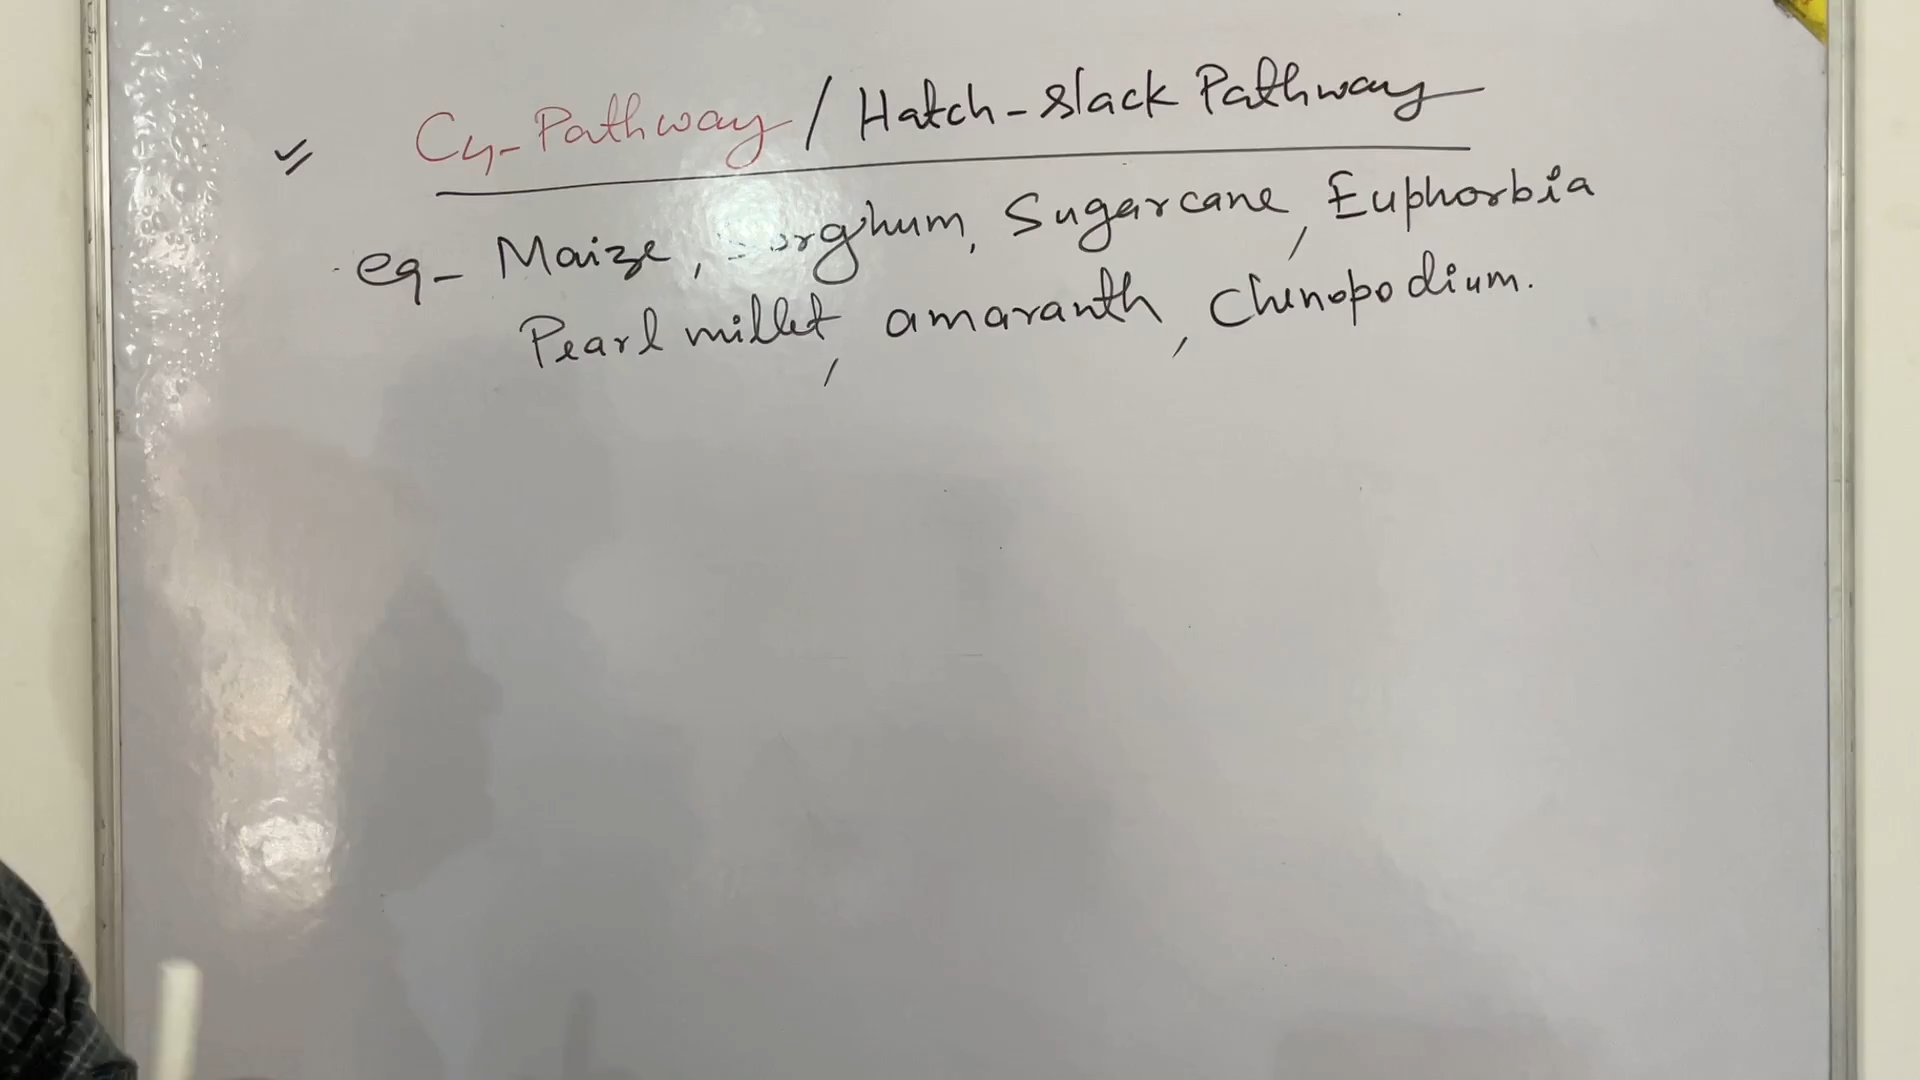 C4-Pathway / Hatch-Slack Pathway
eg- Maize, Sorghum, Sugarcane, Euphorbia
Pearl millet, amaranth, Chenopodium.